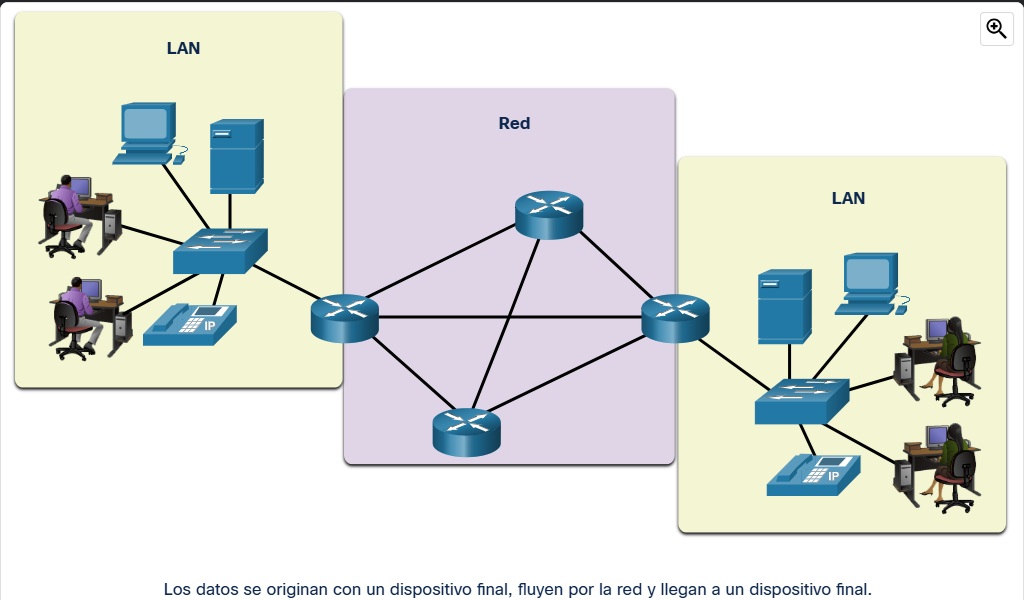 LAN
Red
LAN
IP
IP
Los datos se originan con un dispositivo final, fluyen por la red y llegan a un dispositivo final.